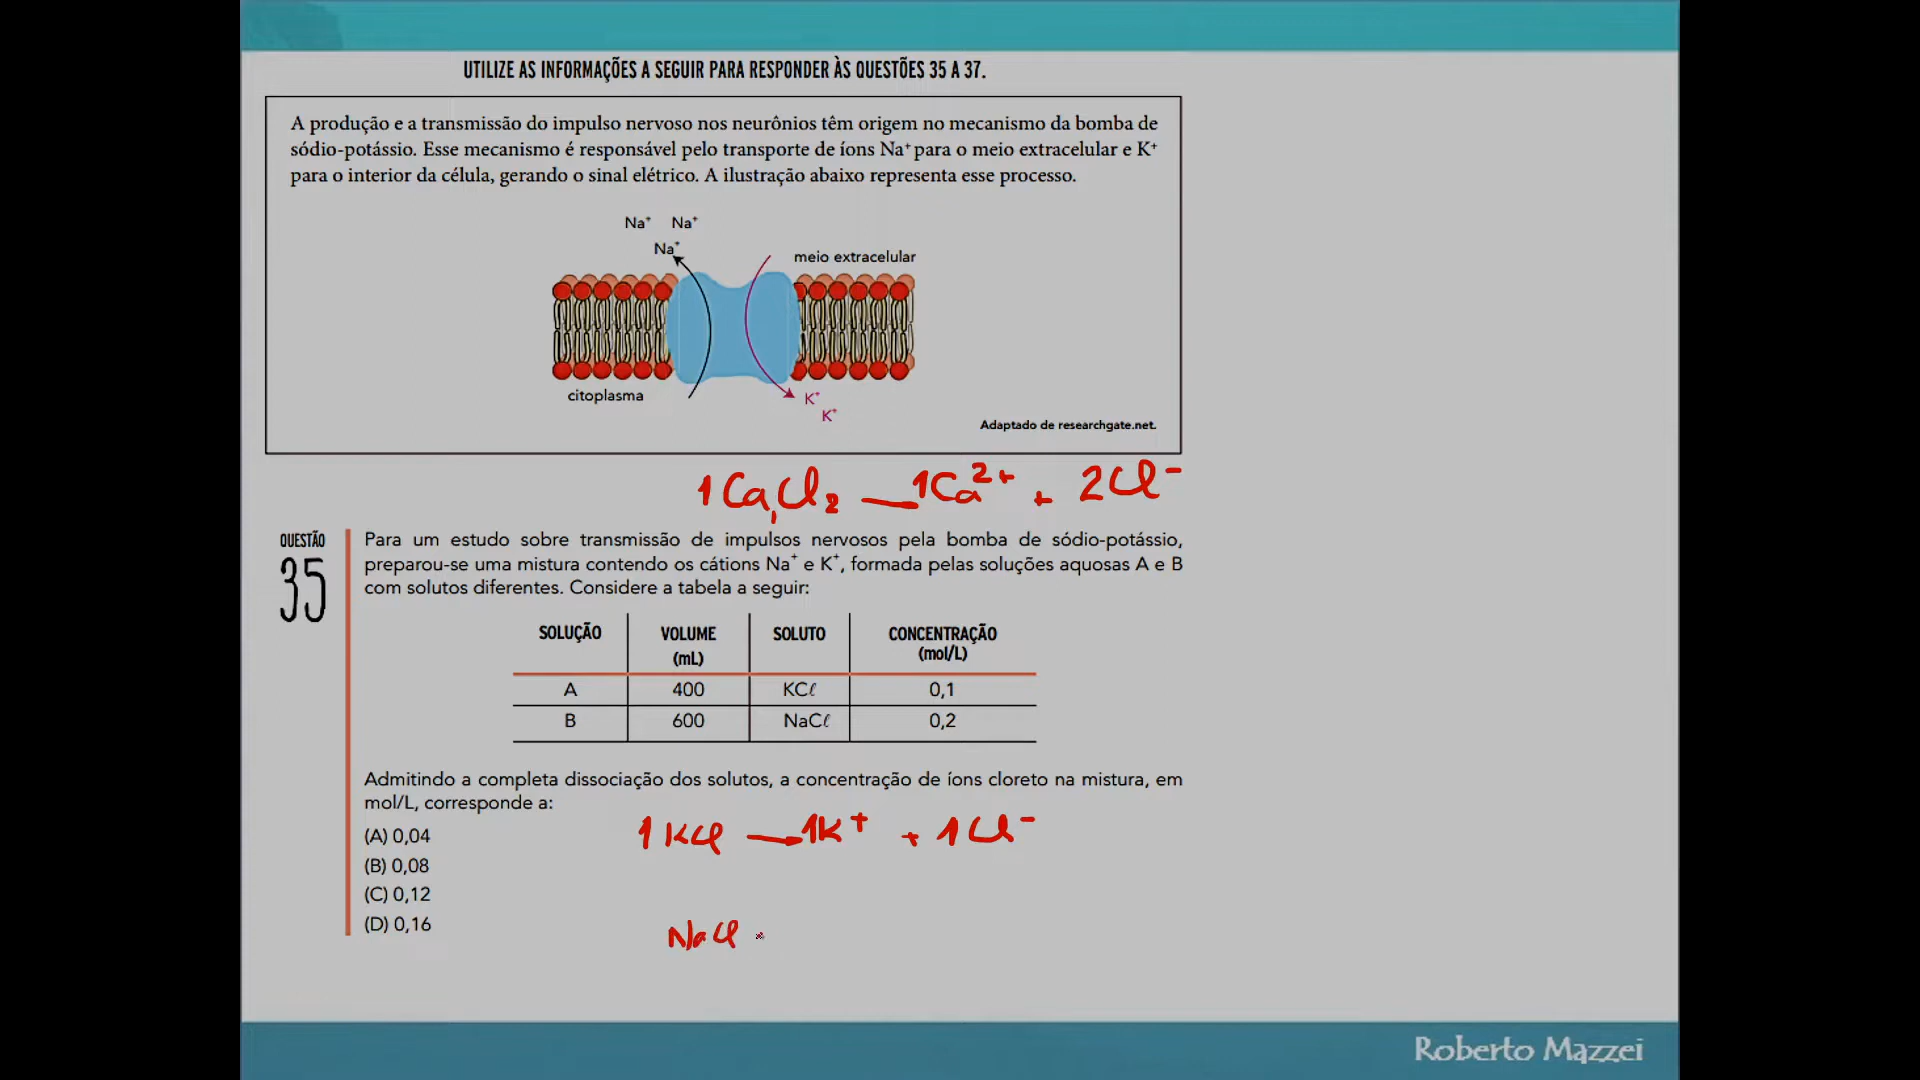 UTILIZE AS INFORMAÇÕES A SEGUIR PARA RESPONDER ÀS QUESTÕES 35 A 37.
A produção e a transmissão do impulso nervoso nos neurônios têm origem no mecanismo da bomba de
sódio-potássio. Esse mecanismo é responsável pelo transporte de íons Na⁺ para o meio extracelular e K⁺
para o interior da célula, gerando o sinal elétrico. A ilustração abaixo representa esse processo.
Na⁺ Na⁺
Na⁺
meio extracelular
citoplasma
K⁺
K⁺
Adaptado de researchgate.net.
1CaCl₂ — 1Ca²⁺ + 2Cl⁻
QUESTÃO
35
Para um estudo sobre transmissão de impulsos nervosos pela bomba de sódio-potássio,
preparou-se uma mistura contendo os cátions Na⁺ e K⁺, formada pelas soluções aquosas A e B
com solutos diferentes. Considere a tabela a seguir:
SOLUÇÃO VOLUME (mL) SOLUTO CONCENTRAÇÃO (mol/L)
A 400 KCℓ 0,1
B 600 NaCℓ 0,2
Admitindo a completa dissociação dos solutos, a concentração de íons cloreto na mistura, em
mol/L, corresponde a:
(A) 0,04
(B) 0,08
(C) 0,12
(D) 0,16
1KCl — 1K⁺ + 1Cl⁻
NaCl
Roberto Mazzei